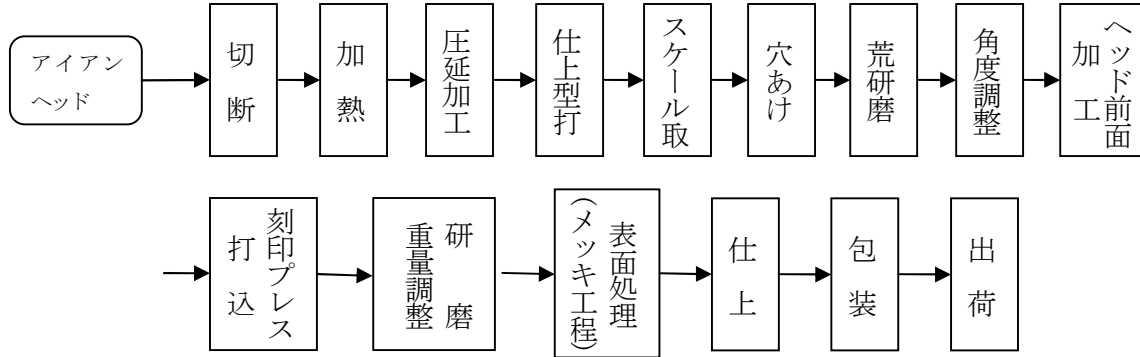 アイアン
ヘッド
切断
加熱
圧延加工
仕上型打
スケール取
穴あけ
荒研磨
角度調整
ヘッド前面
加工
刻印プレス
打込
研磨
重量調整
表面処理
(メッキ工程)
仕上
包装
出荷